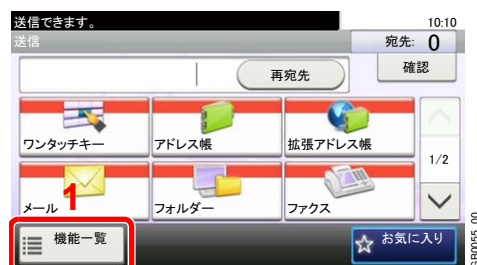 送信できます。 10:10
送信 宛先: 0
再宛先 確認
ワンタッチキー アドレス帳 拡張アドレス帳
1/2
メール フォルダー ファクス
1
機能一覧 お気に入り
GB0055_00